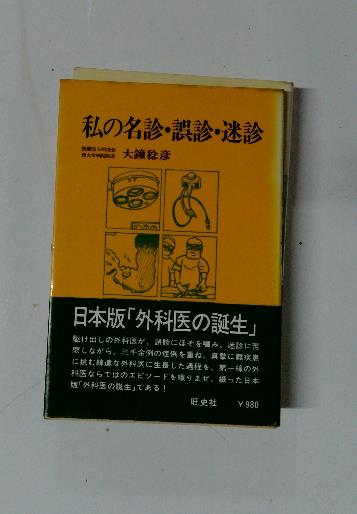 私の名診・誤診・迷診
大鐘稔彦
日本版「外科医の誕生」
駆け出しの外科医が、誤診にほぞを噛み、迷診に苦
悶しながら、三千余例の症例を重ね、真摯に難疾患
に挑む練達な外科医に生長した過程を、第一線の外
科医ならではのエピソードを織りまぜ、綴った日本
版「外科医の誕生」である！
旺史社 ￥980